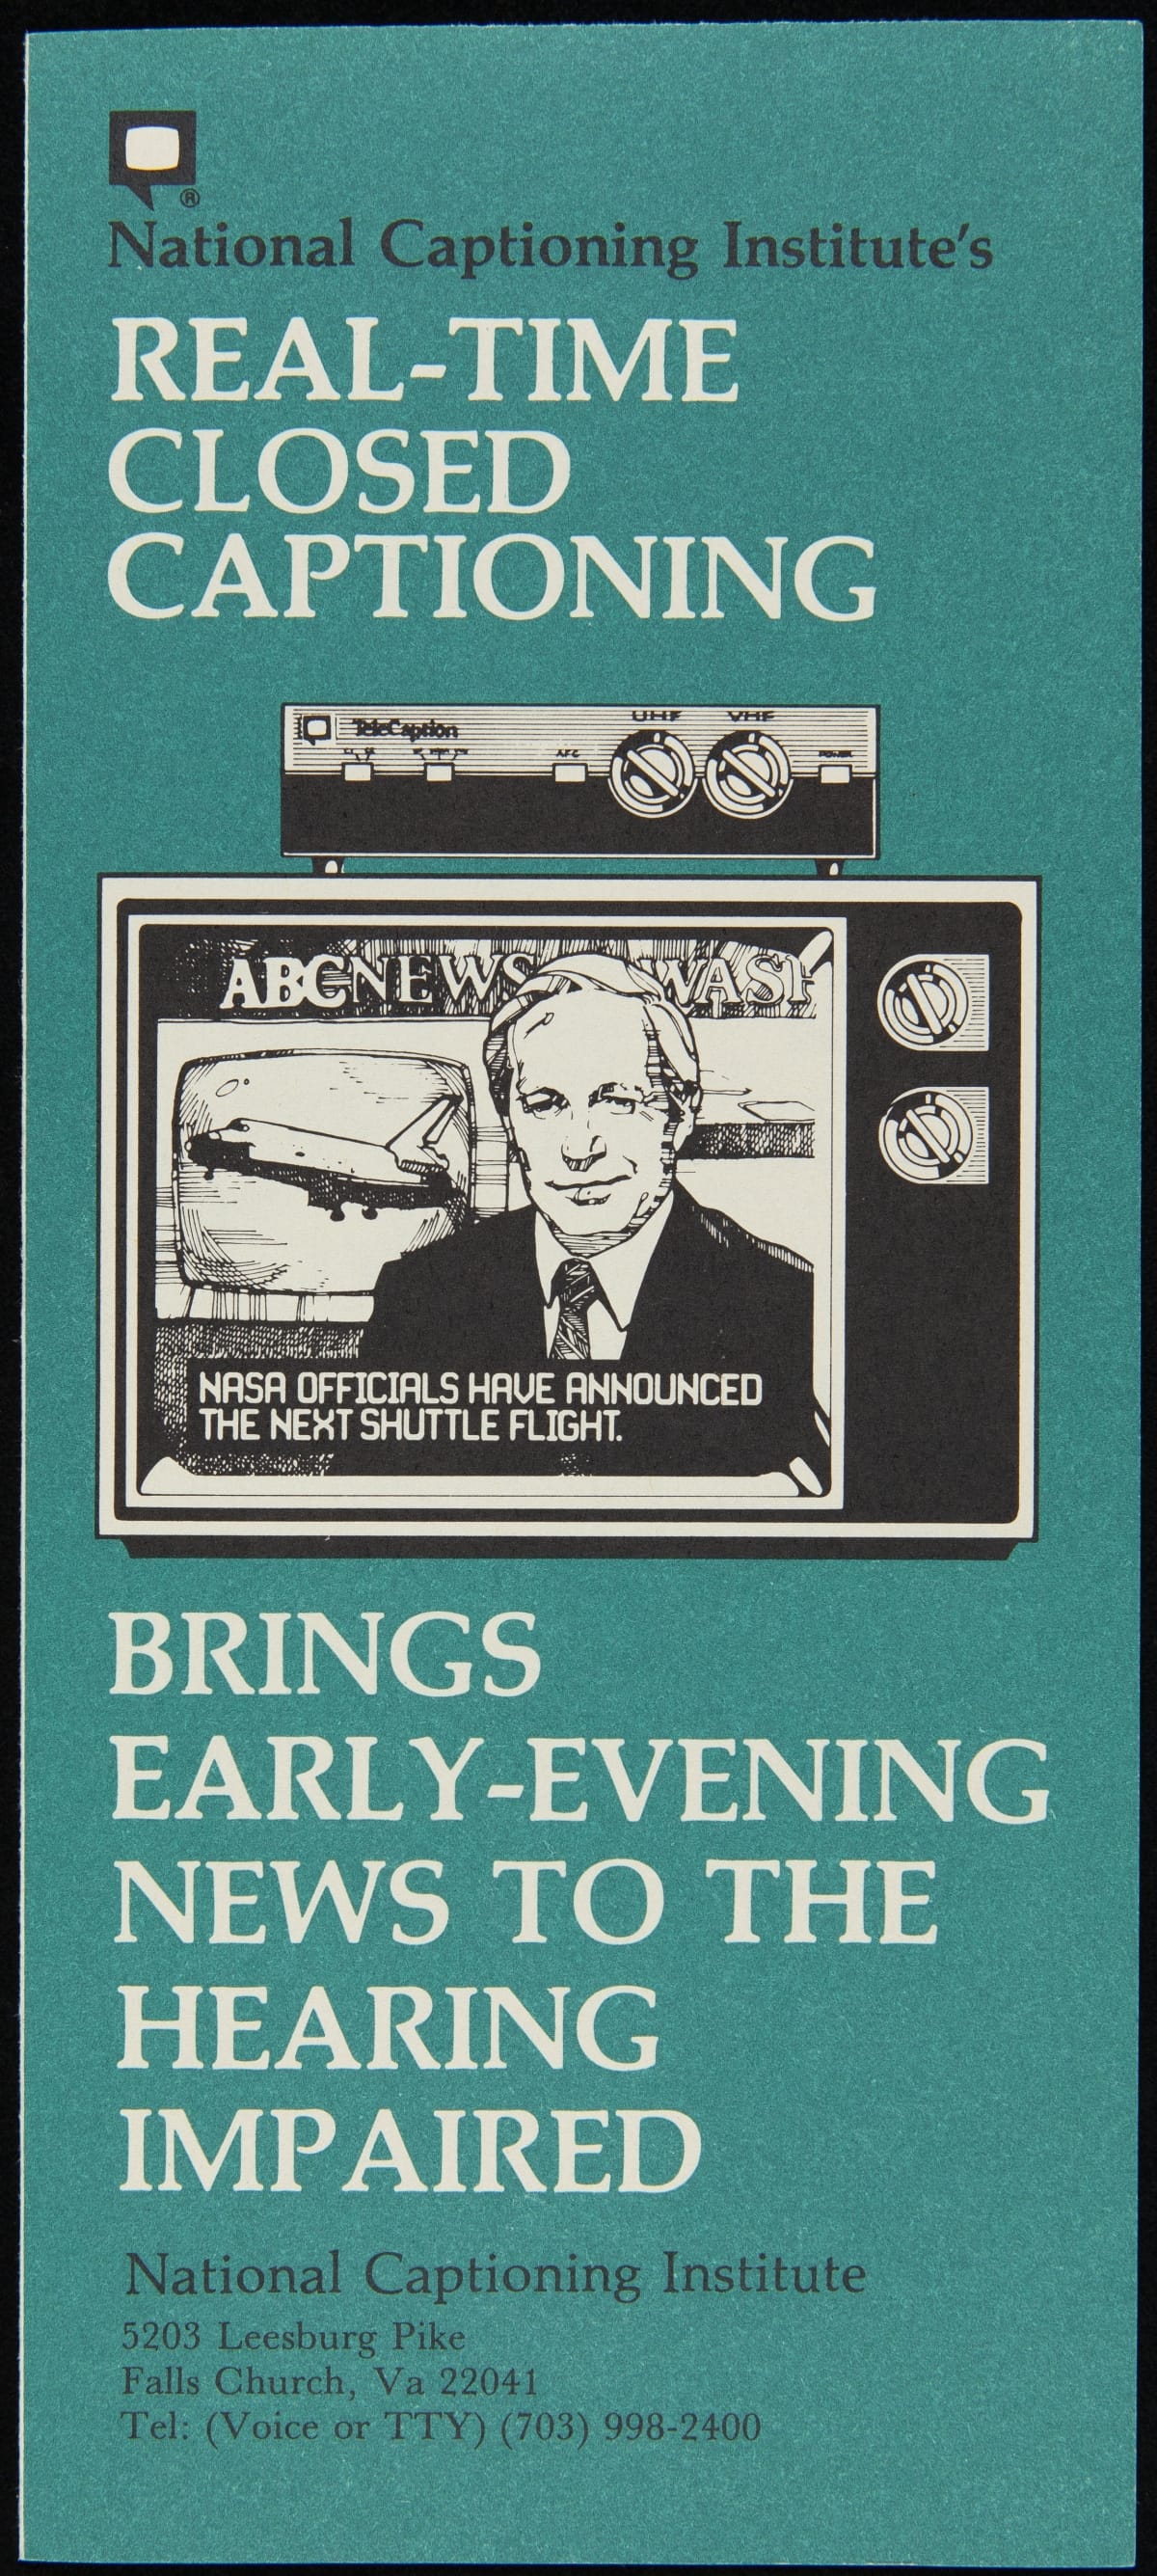 ®
National Captioning Institute's
REAL-TIME
CLOSED
CAPTIONING
TeleCaption
UHF VHF
AFC
POWER
ABCNEWS WASH
NASA OFFICIALS HAVE ANNOUNCED
THE NEXT SHUTTLE FLIGHT.
BRINGS
EARLY-EVENING
NEWS TO THE
HEARING
IMPAIRED
National Captioning Institute
5203 Leesburg Pike
Falls Church, Va 22041
Tel: (Voice or TTY) (703) 998-2400